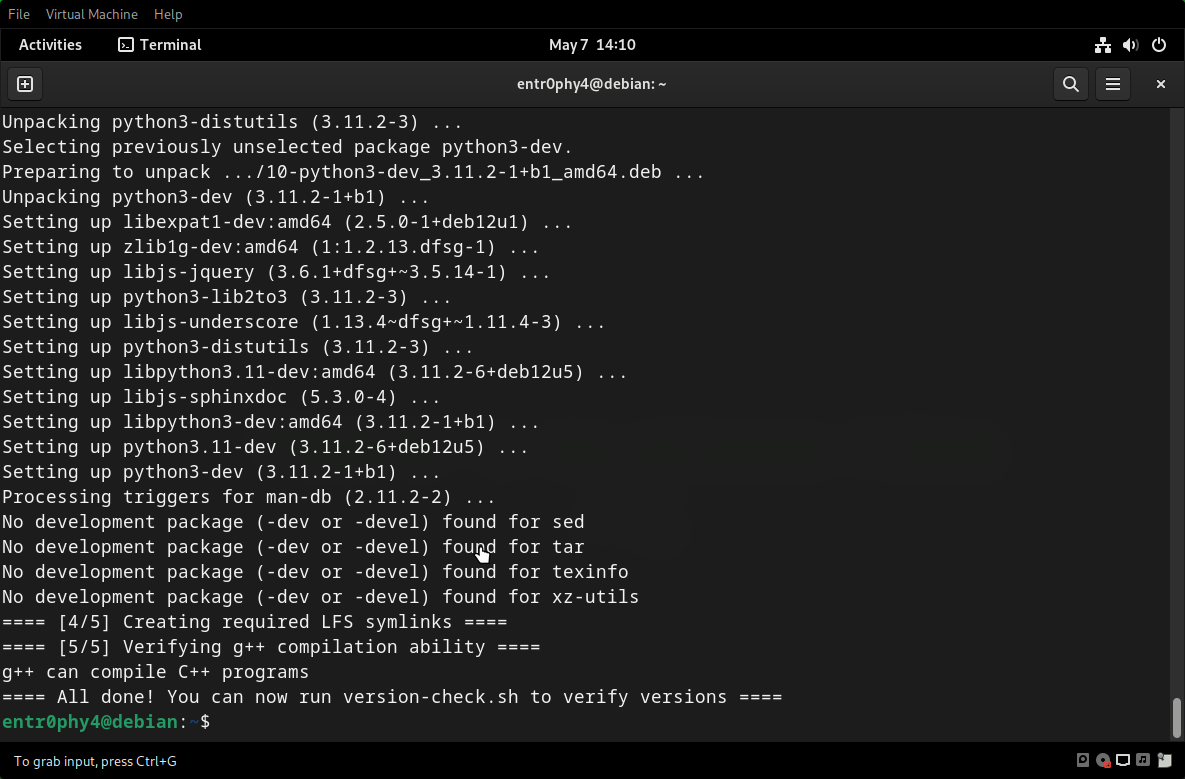 File Virtual Machine Help
Activities Terminal May 7 14:10
entr0phy4@debian: ~
Unpacking python3-distutils (3.11.2-3) ...
Selecting previously unselected package python3-dev.
Preparing to unpack .../10-python3-dev_3.11.2-1+b1_amd64.deb ...
Unpacking python3-dev (3.11.2-1+b1) ...
Setting up libexpat1-dev:amd64 (2.5.0-1+deb12u1) ...
Setting up zlib1g-dev:amd64 (1:1.2.13.dfsg-1) ...
Setting up libjs-jquery (3.6.1+dfsg+~3.5.14-1) ...
Setting up python3-lib2to3 (3.11.2-3) ...
Setting up libjs-underscore (1.13.4~dfsg+~1.11.4-3) ...
Setting up python3-distutils (3.11.2-3) ...
Setting up libpython3.11-dev:amd64 (3.11.2-6+deb12u5) ...
Setting up libjs-sphinxdoc (5.3.0-4) ...
Setting up libpython3-dev:amd64 (3.11.2-1+b1) ...
Setting up python3.11-dev (3.11.2-6+deb12u5) ...
Setting up python3-dev (3.11.2-1+b1) ...
Processing triggers for man-db (2.11.2-2) ...
No development package (-dev or -devel) found for sed
No development package (-dev or -devel) found for tar
No development package (-dev or -devel) found for texinfo
No development package (-dev or -devel) found for xz-utils
==== [4/5] Creating required LFS symlinks ====
==== [5/5] Verifying g++ compilation ability ====
g++ can compile C++ programs
==== All done! You can now run version-check.sh to verify versions ====
entr0phy4@debian:~$
To grab input, press Ctrl+G